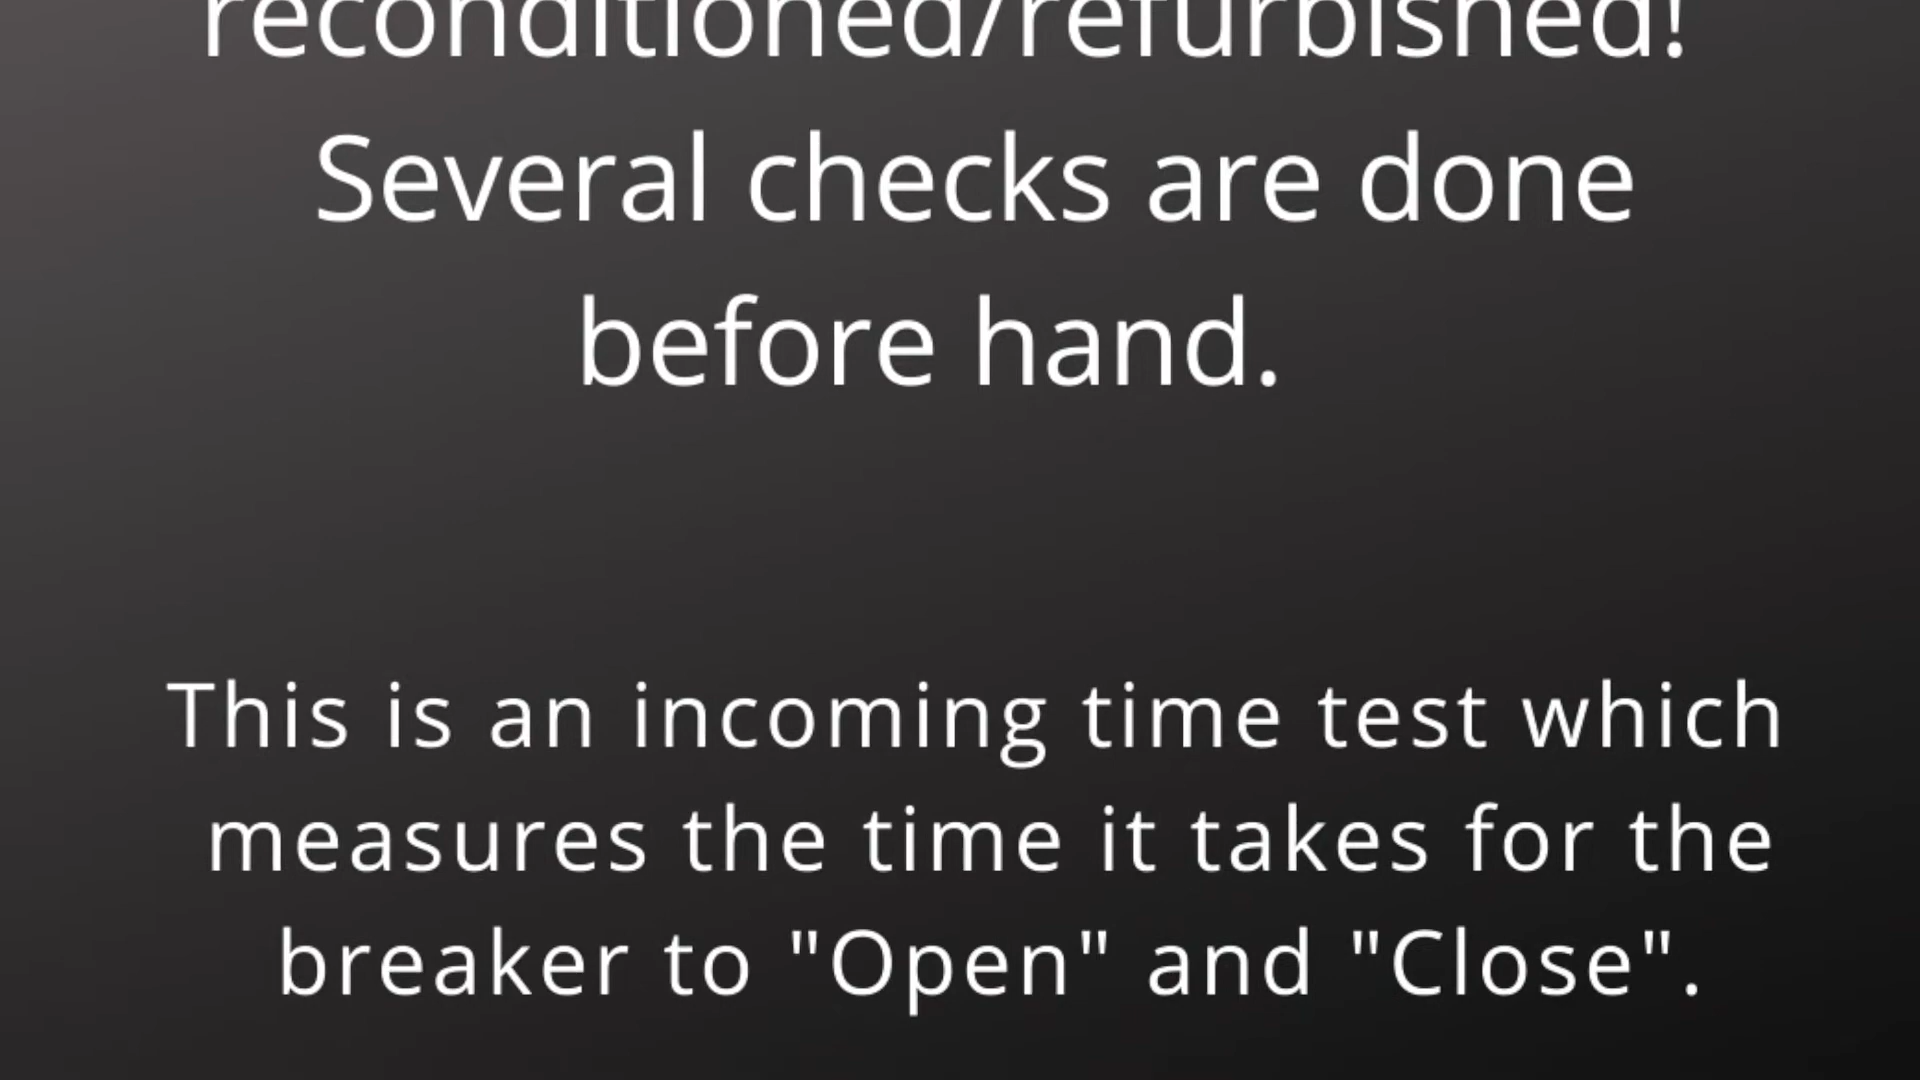 reconditioned/refurbished!
Several checks are done
before hand.
This is an incoming time test which
measures the time it takes for the
breaker to "Open" and "Close".